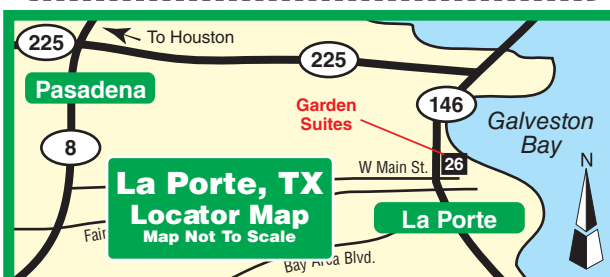 225
To Houston
225
Pasadena
Garden
Suites
146
Galveston
Bay
8
W Main St.
26
N
La Porte, TX
Locator Map
Map Not To Scale
La Porte
Bay Area Blvd.